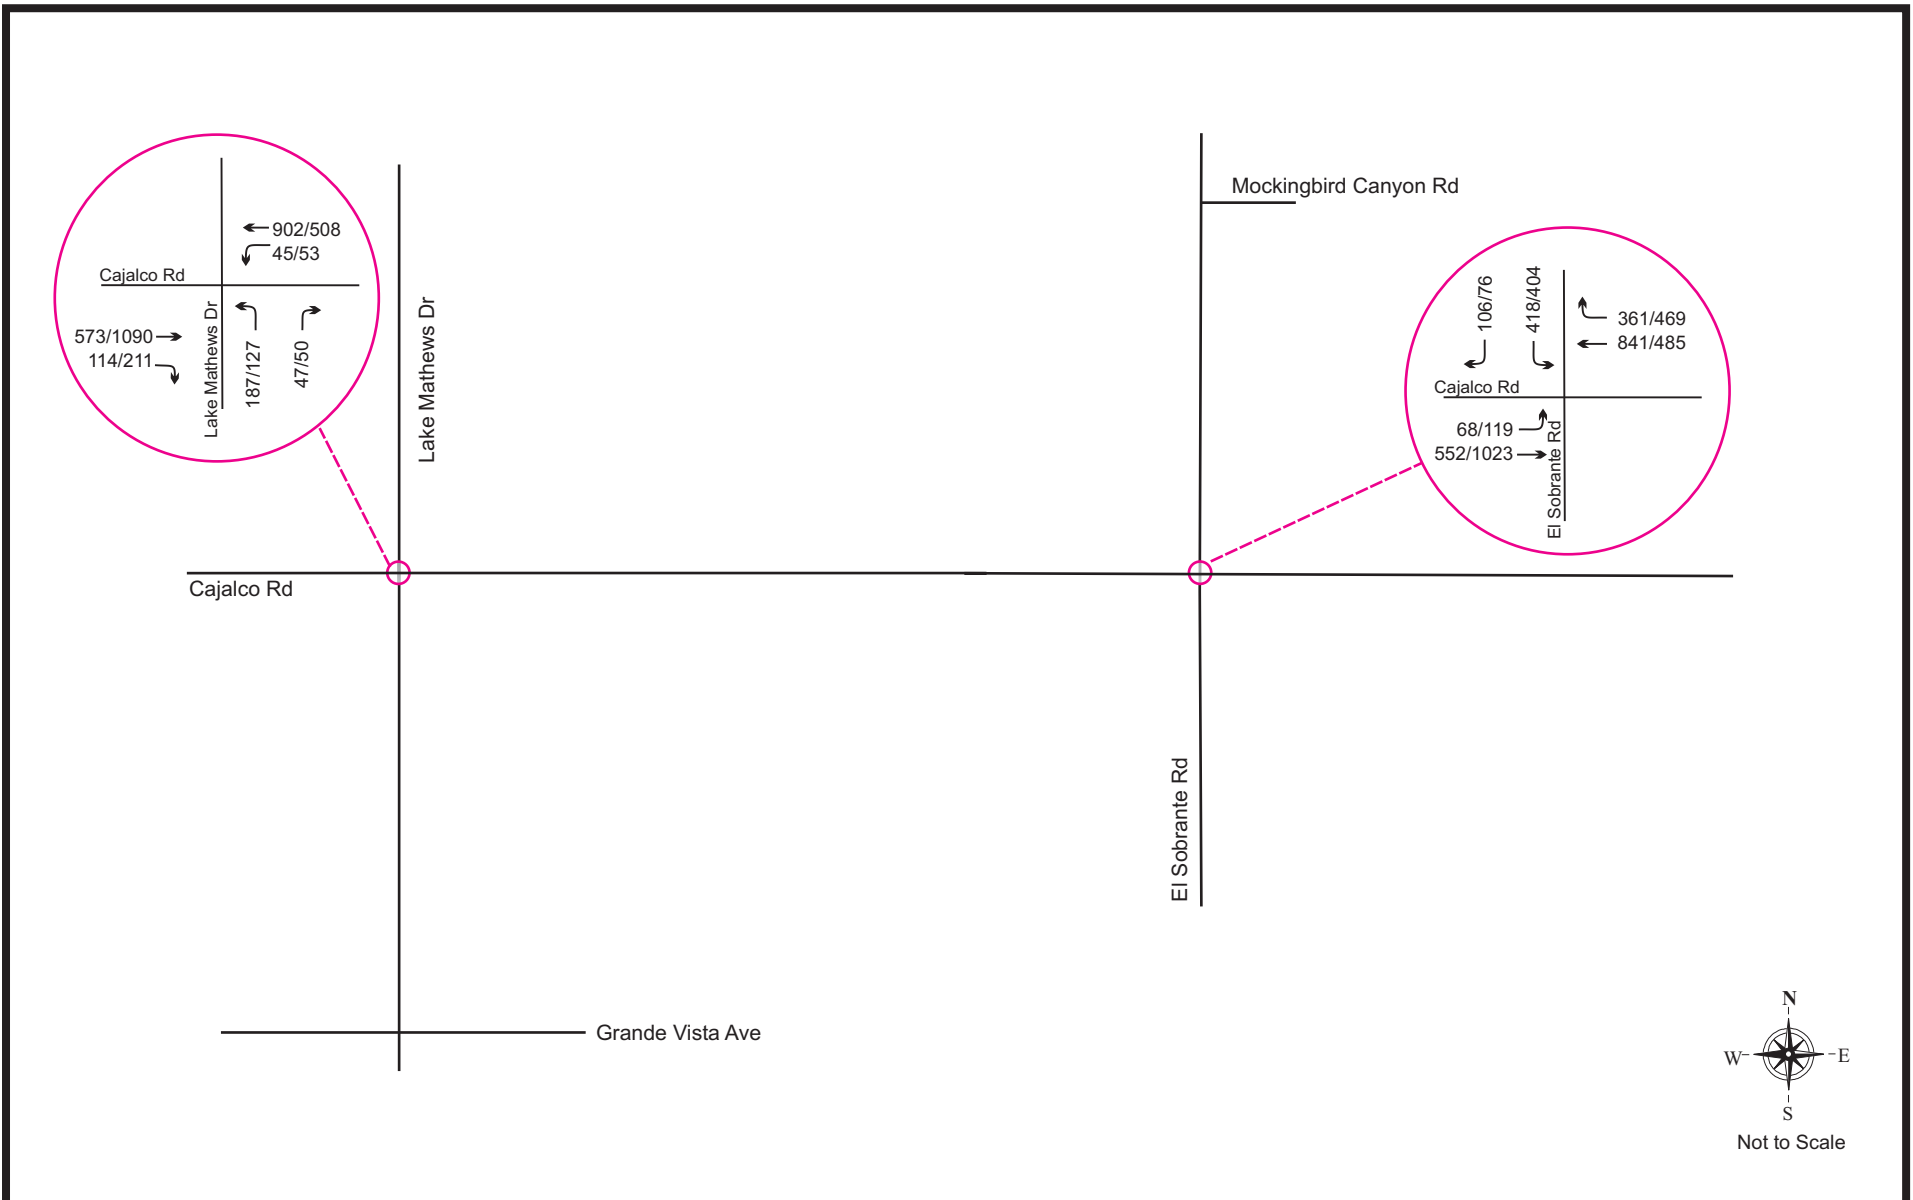 902/508
45/53
Cajalco Rd
573/1090
114/211
Lake Mathews Dr
187/127
47/50
Lake Mathews Dr
Mockingbird Canyon Rd
106/76
418/404
361/469
841/485
Cajalco Rd
68/119
552/1023
El Sobrante Rd
Cajalco Rd
El Sobrante Rd
Grande Vista Ave
N
W
E
S
Not to Scale